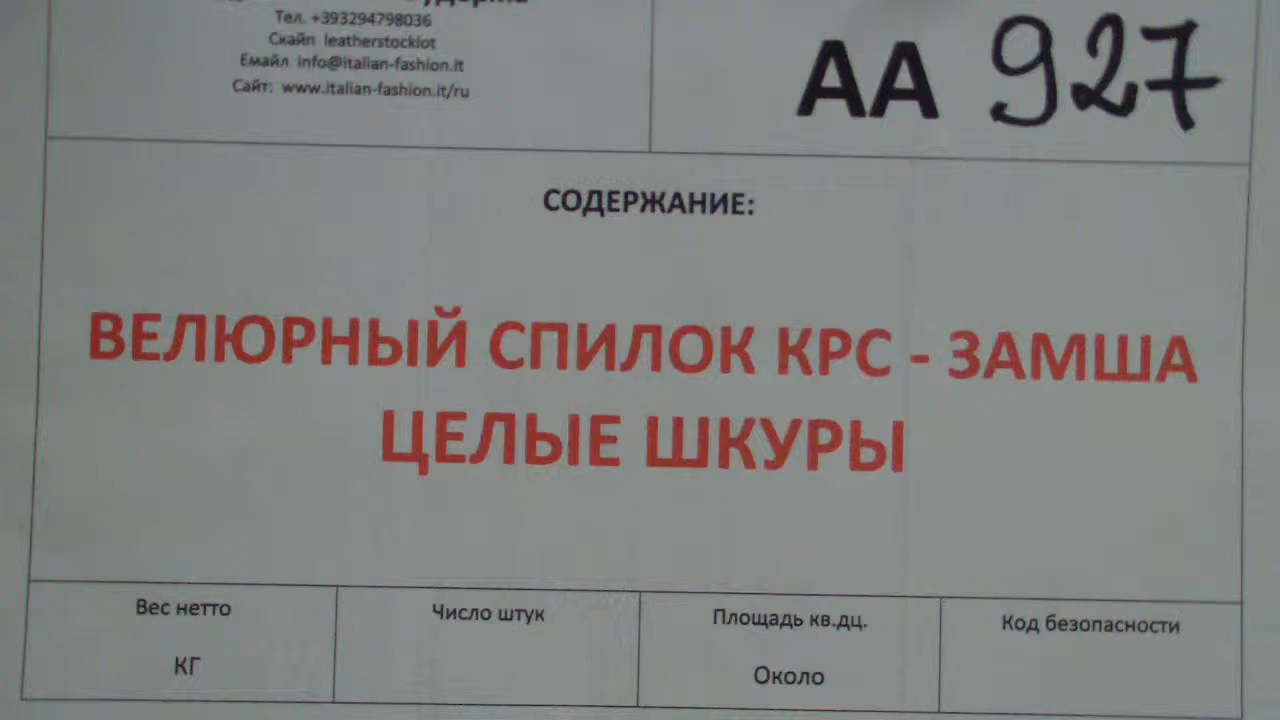 Тел. +393294798036
Скайп leatherstocklot
Емайл info@italian-fashion.it
Сайт: www.italian-fashion.it/ru
АА 927
СОДЕРЖАНИЕ:
ВЕЛЮРНЫЙ СПИЛОК КРС - ЗАМША
ЦЕЛЫЕ ШКУРЫ
Вес нетто
КГ
Число штук
Площадь кв.дц.
Около
Код безопасности